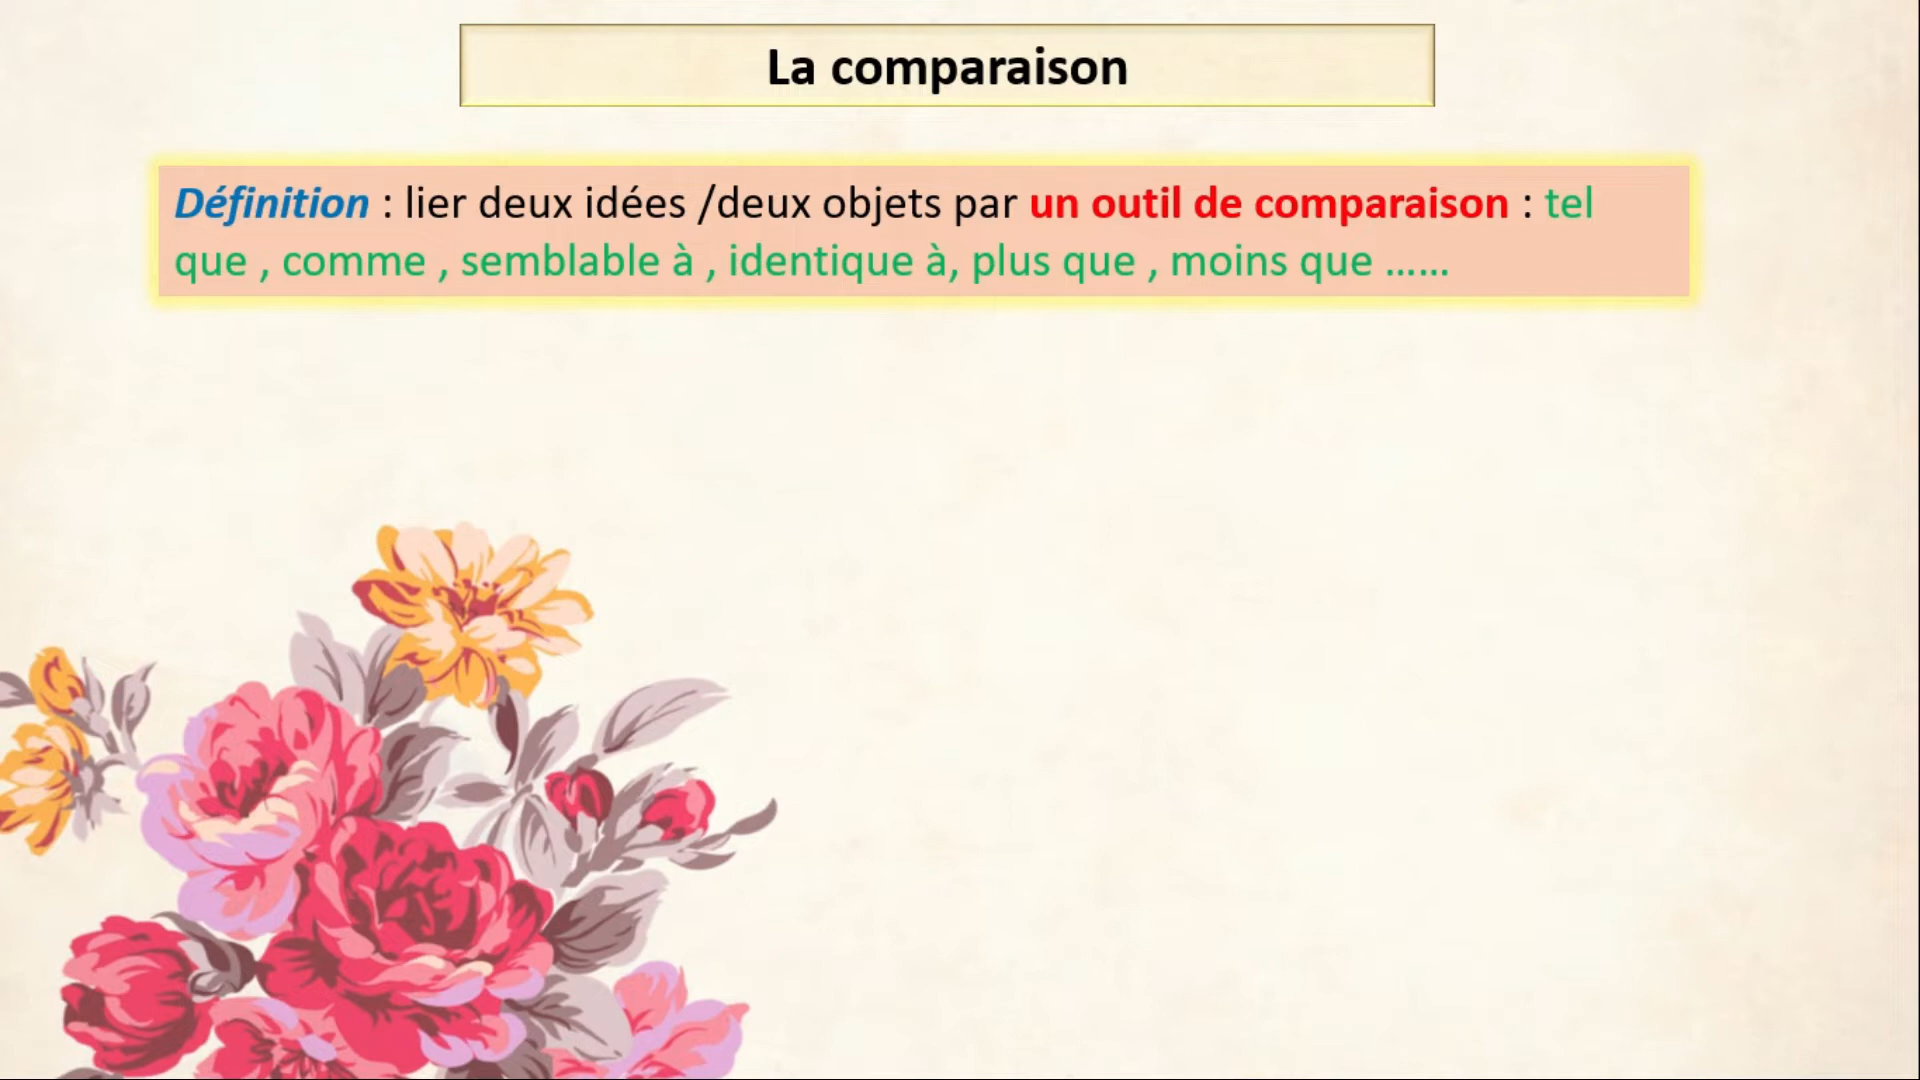 La comparaison
Définition : lier deux idées /deux objets par un outil de comparaison : tel
que , comme , semblable à , identique à, plus que , moins que ......